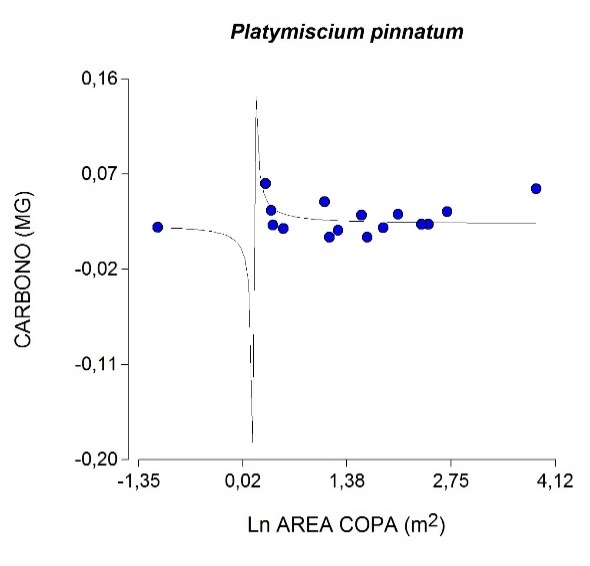 Platymiscium pinnatum
0,16
0,07
-0,02
-0,11
-0,20
CARBONO (MG)
-1,35 0,02 1,38 2,75 4,12
Ln AREA COPA (m²)